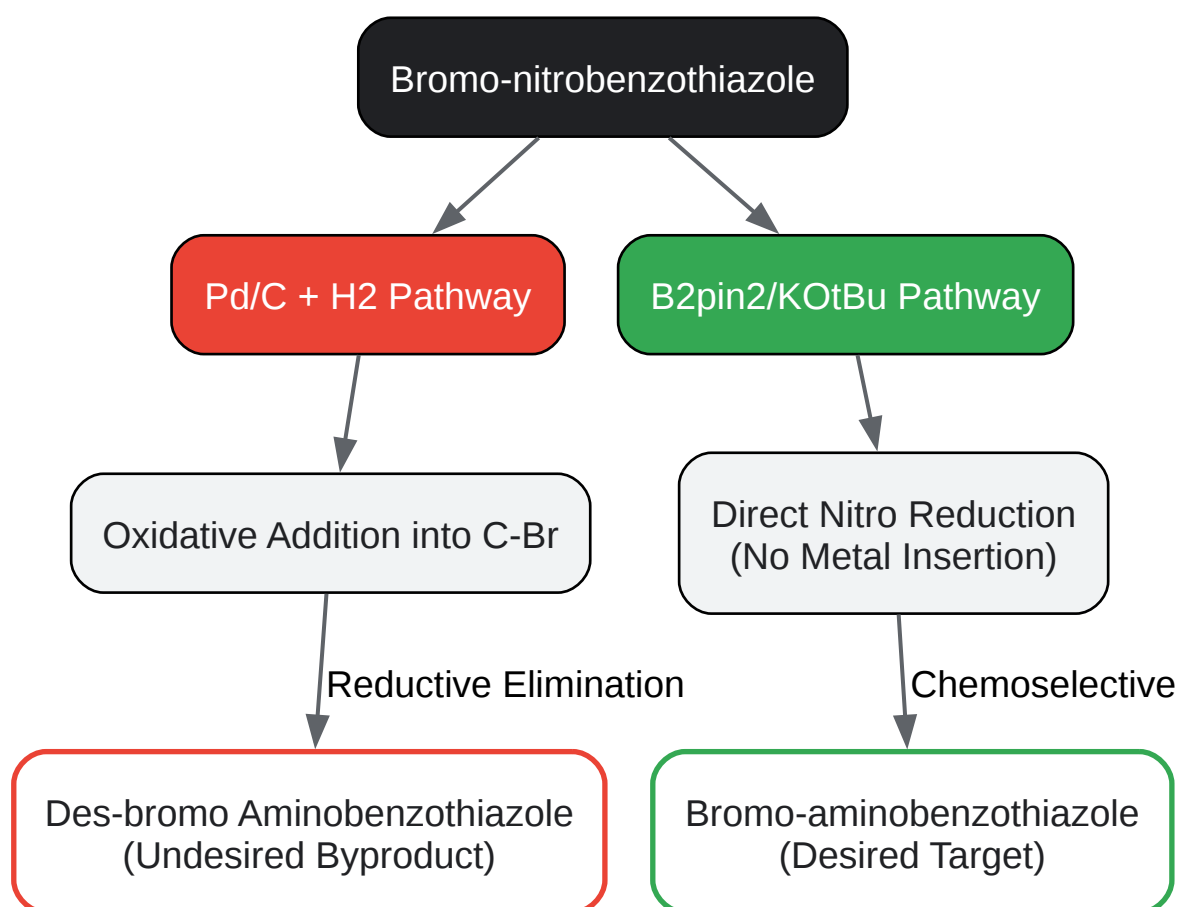 Bromo-nitrobenzothiazole
Pd/C + H2 Pathway
B2pin2/KOtBu Pathway
Oxidative Addition into C-Br
Direct Nitro Reduction
(No Metal Insertion)
Reductive Elimination
Chemoselective
Des-bromo Aminobenzothiazole
(Undesired Byproduct)
Bromo-aminobenzothiazole
(Desired Target)